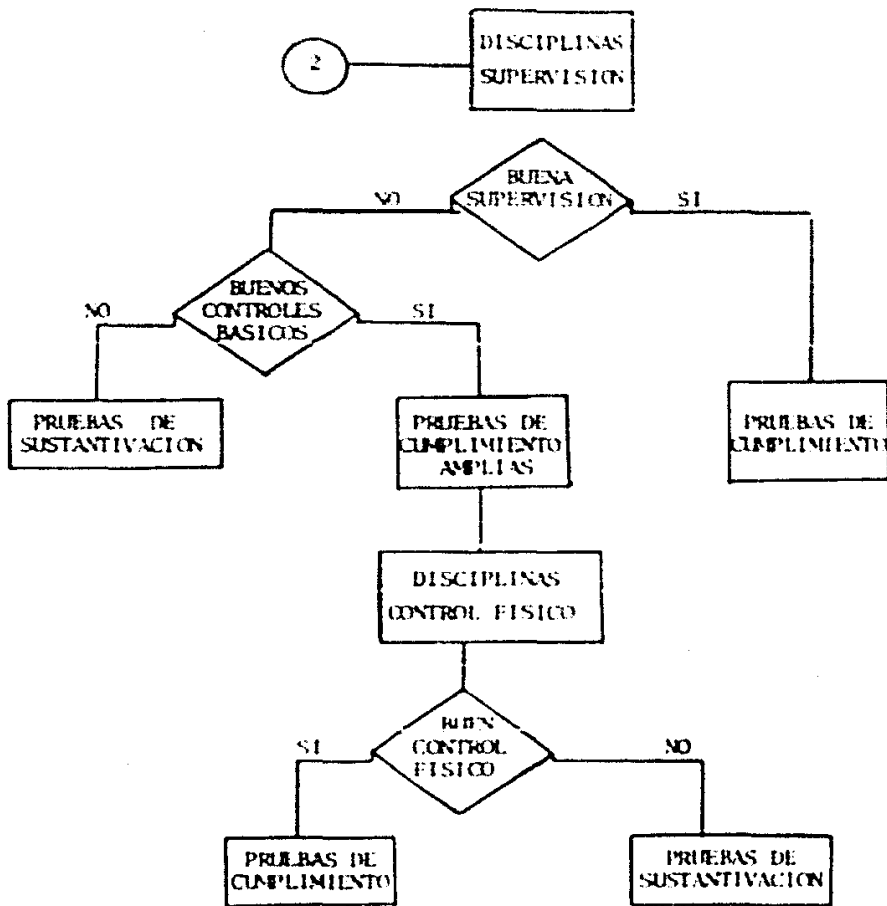 2
DISCIPLINAS
SUPERVISION
BUENA
SUPERVISION
NO
SI
BUENOS
CONTROLES
BASICOS
NO
SI
PRUEBAS DE
SUSTANTIVACION
PRUEBAS DE
CUMPLIMIENTO
AMPLIAS
PRUEBAS DE
CUMPLIMIENTO
DISCIPLINAS
CONTROL FISICO
BUEN
CONTROL
FISICO
SI
NO
PRUEBAS DE
CUMPLIMIENTO
PRUEBAS DE
SUSTANTIVACION